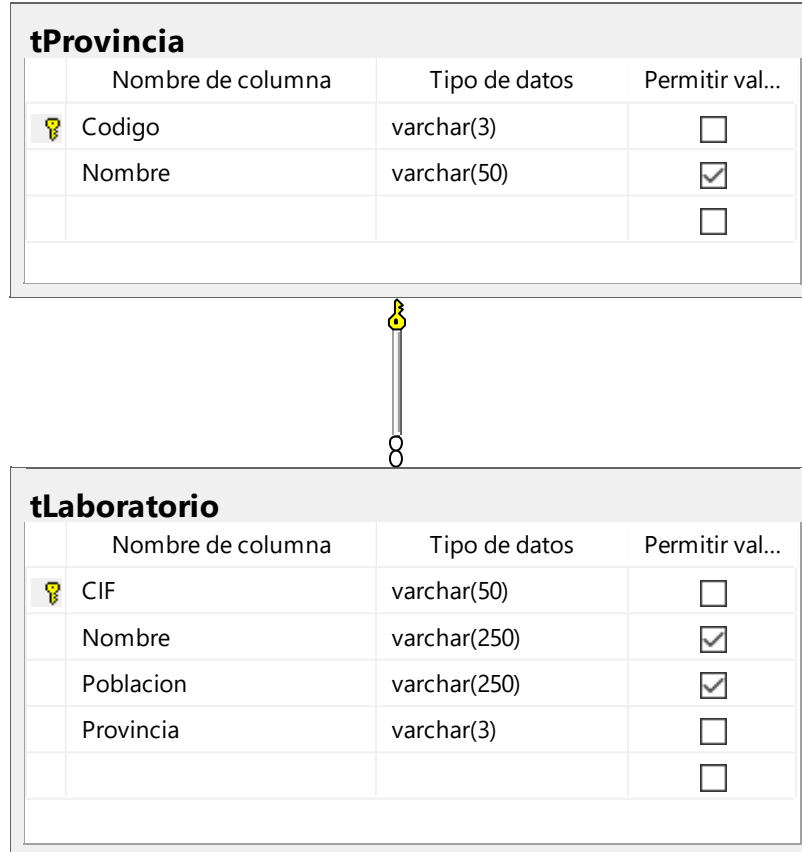 tProvincia
Nombre de columna Tipo de datos Permitir val...
Codigo varchar(3)
Nombre varchar(50)
tLaboratorio
Nombre de columna Tipo de datos Permitir val...
CIF varchar(50)
Nombre varchar(250)
Poblacion varchar(250)
Provincia varchar(3)